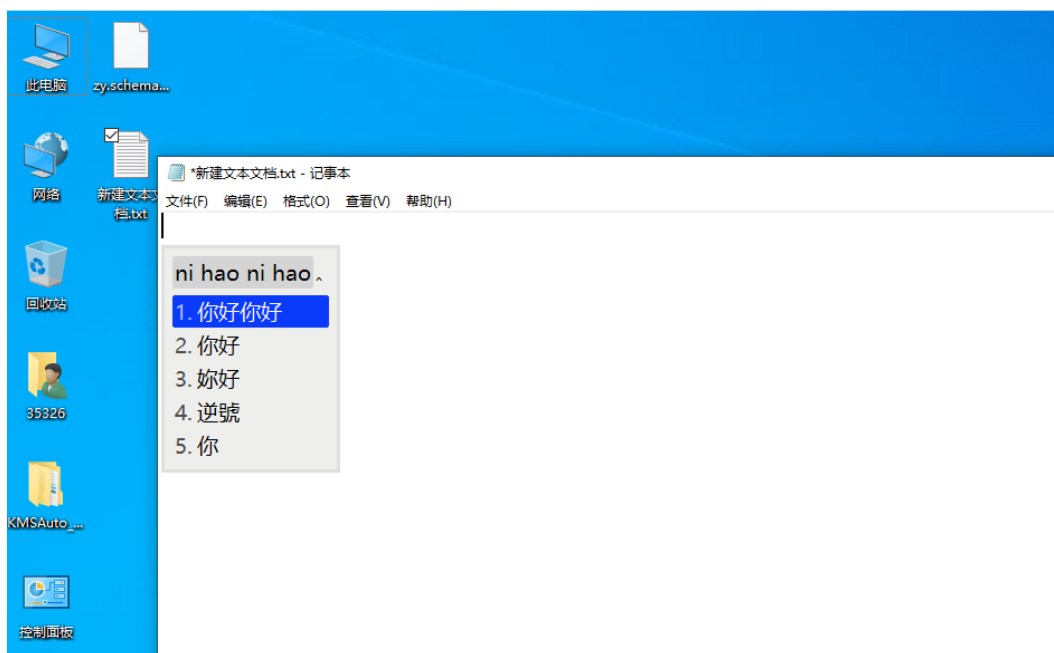 此电脑
zy.schema...
网络
新建文本文
档.txt
回收站
35326
KMSAuto_...
控制面板
*新建文本文档.txt - 记事本
文件(F) 编辑(E) 格式(O) 查看(V) 帮助(H)
ni hao ni hao‸
1. 你好你好
2. 你好
3. 妳好
4. 逆號
5. 你